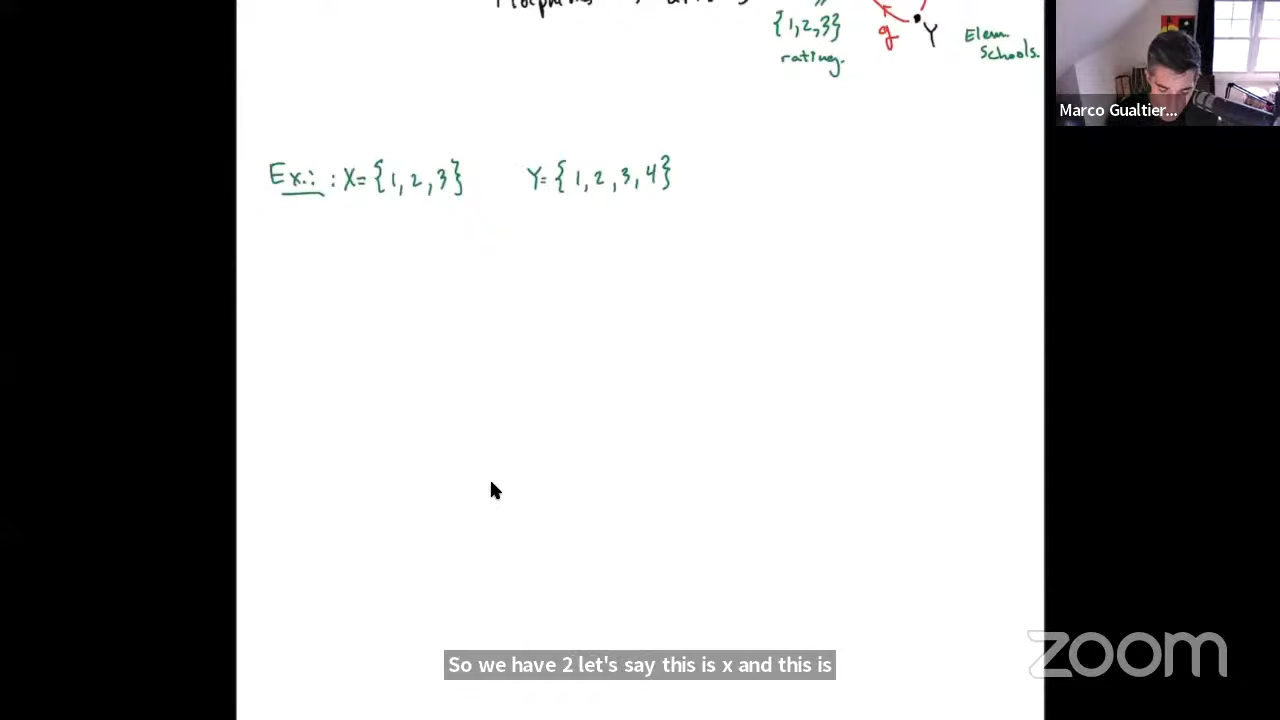 {1,2,3}
rating.
g
Y
Elem.
Schools.
Marco Gualtier...
Ex.: : X={1,2,3} Y={1,2,3,4}
So we have 2 let's say this is x and this is
zoom